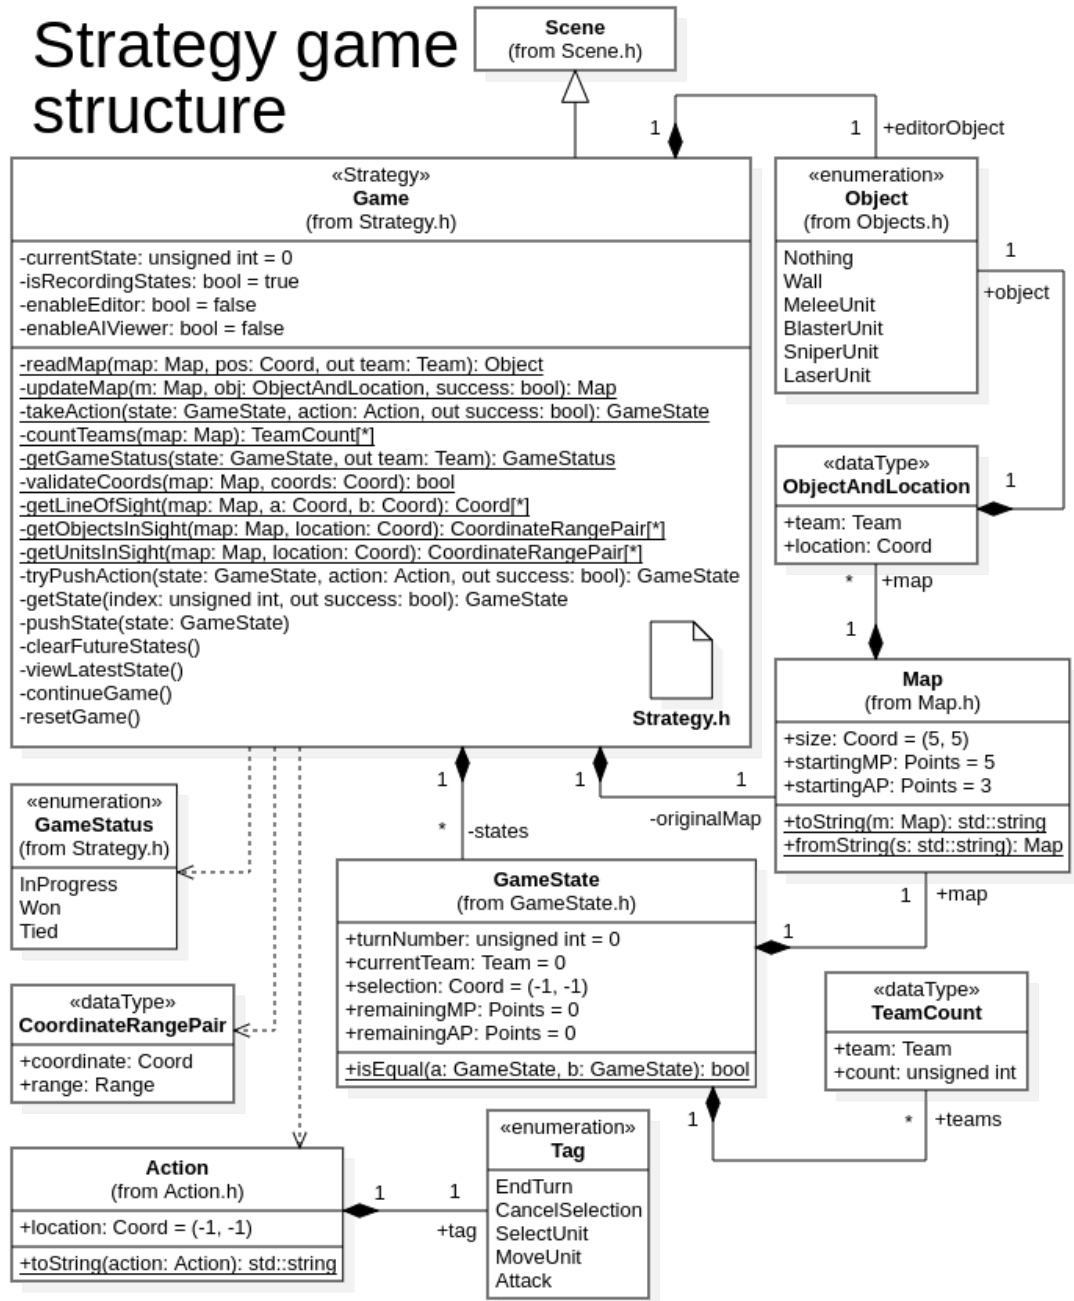 Strategy game
structure
Scene
(from Scene.h)
1
1
+editorObject
«Strategy»
Game
(from Strategy.h)
-currentState: unsigned int = 0
-isRecordingStates: bool = true
-enableEditor: bool = false
-enableAIViewer: bool = false
-readMap(map: Map, pos: Coord, out team: Team): Object
-updateMap(m: Map, obj: ObjectAndLocation, success: bool): Map
-takeAction(state: GameState, action: Action, out success: bool): GameState
-countTeams(map: Map): TeamCount[*]
-getGameStatus(state: GameState, out team: Team): GameStatus
-validateCoords(map: Map, coords: Coord): bool
-getLineOfSight(map: Map, a: Coord, b: Coord): Coord[*]
-getObjectsInSight(map: Map, location: Coord): CoordinateRangePair[*]
-getUnitsInSight(map: Map, location: Coord): CoordinateRangePair[*]
-tryPushAction(state: GameState, action: Action, out success: bool): GameState
-getState(index: unsigned int, out success: bool): GameState
-pushState(state: GameState)
-clearFutureStates()
-viewLatestState()
-continueGame()
-resetGame()
Strategy.h
«enumeration»
Object
(from Objects.h)
Nothing
Wall
MeleeUnit
BlasterUnit
SniperUnit
LaserUnit
1
+object
«dataType»
ObjectAndLocation
+team: Team
+location: Coord
1
* +map
1
Map
(from Map.h)
+size: Coord = (5, 5)
+startingMP: Points = 5
+startingAP: Points = 3
+toString(m: Map): std::string
+fromString(s: std::string): Map
1
* -states
1
1
-originalMap
«enumeration»
GameStatus
(from Strategy.h)
InProgress
Won
Tied
GameState
(from GameState.h)
+turnNumber: unsigned int = 0
+currentTeam: Team = 0
+selection: Coord = (-1, -1)
+remainingMP: Points = 0
+remainingAP: Points = 0
+isEqual(a: GameState, b: GameState): bool
1 +map
1
«dataType»
CoordinateRangePair
+coordinate: Coord
+range: Range
«dataType»
TeamCount
+team: Team
+count: unsigned int
1
* +teams
Action
(from Action.h)
+location: Coord = (-1, -1)
+toString(action: Action): std::string
1
1
+tag
«enumeration»
Tag
EndTurn
CancelSelection
SelectUnit
MoveUnit
Attack